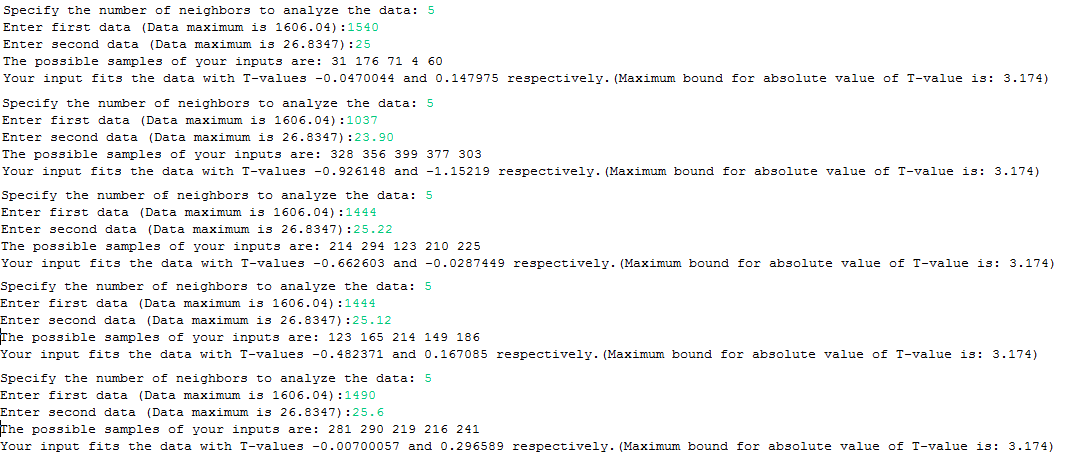 Specify the number of neighbors to analyze the data: 5
Enter first data (Data maximum is 1606.04):1540
Enter second data (Data maximum is 26.8347):25
The possible samples of your inputs are: 31 176 71 4 60
Your input fits the data with T-values -0.0470044 and 0.147975 respectively.(Maximum bound for absolute value of T-value is: 3.174)
Specify the number of neighbors to analyze the data: 5
Enter first data (Data maximum is 1606.04):1037
Enter second data (Data maximum is 26.8347):23.90
The possible samples of your inputs are: 328 356 399 377 303
Your input fits the data with T-values -0.926148 and -1.15219 respectively.(Maximum bound for absolute value of T-value is: 3.174)
Specify the number of neighbors to analyze the data: 5
Enter first data (Data maximum is 1606.04):1444
Enter second data (Data maximum is 26.8347):25.22
The possible samples of your inputs are: 214 294 123 210 225
Your input fits the data with T-values -0.662603 and -0.0287449 respectively.(Maximum bound for absolute value of T-value is: 3.174)
Specify the number of neighbors to analyze the data: 5
Enter first data (Data maximum is 1606.04):1444
Enter second data (Data maximum is 26.8347):25.12
The possible samples of your inputs are: 123 165 214 149 186
Your input fits the data with T-values -0.482371 and 0.167085 respectively.(Maximum bound for absolute value of T-value is: 3.174)
Specify the number of neighbors to analyze the data: 5
Enter first data (Data maximum is 1606.04):1490
Enter second data (Data maximum is 26.8347):25.6
The possible samples of your inputs are: 281 290 219 216 241
Your input fits the data with T-values -0.00700057 and 0.296589 respectively.(Maximum bound for absolute value of T-value is: 3.174)